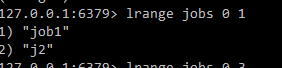 127.0.0.1:6379> lrange jobs 0 1
1) "job1"
2) "j2"
127.0.0.1:6379> lrange jobs 0 3